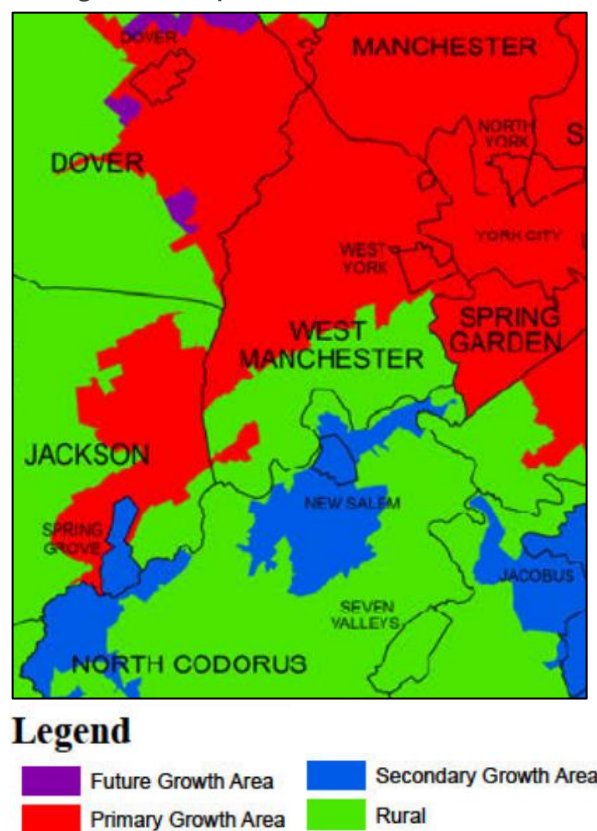 DOVER
MANCHESTER
NORTH
YORK
S
DOVER
YORK CITY
WEST
YORK
WEST
MANCHESTER
SPRING
GARDEN
JACKSON
NEW SALEM
SPRING
GROVE
JACOBUS
SEVEN
VALLEYS
NORTH CODORUS
Legend
Future Growth Area
Secondary Growth Area
Primary Growth Area
Rural